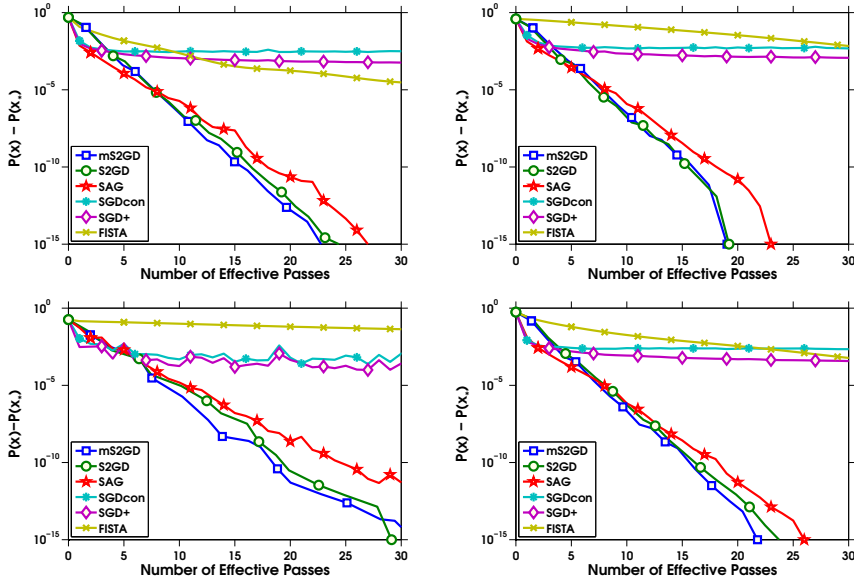 P(x) − P(x*)
10^0
10^−5
10^−10
10^−15
mS2GD
S2GD
SAG
SGDcon
SGD+
FISTA
0 5 10 15 20 25 30
Number of Effective Passes
P(x) − P(x*)
10^0
10^−5
10^−10
10^−15
mS2GD
S2GD
SAG
SGDcon
SGD+
FISTA
0 5 10 15 20 25 30
Number of Effective Passes
P(x)−P(x*)
10^0
10^−5
10^−10
10^−15
mS2GD
S2GD
SAG
SGDcon
SGD+
FISTA
0 5 10 15 20 25 30
Number of Effective Passes
P(x) − P(x*)
10^0
10^−5
10^−10
10^−15
mS2GD
S2GD
SAG
SGDcon
SGD+
FISTA
0 5 10 15 20 25 30
Number of Effective Passes